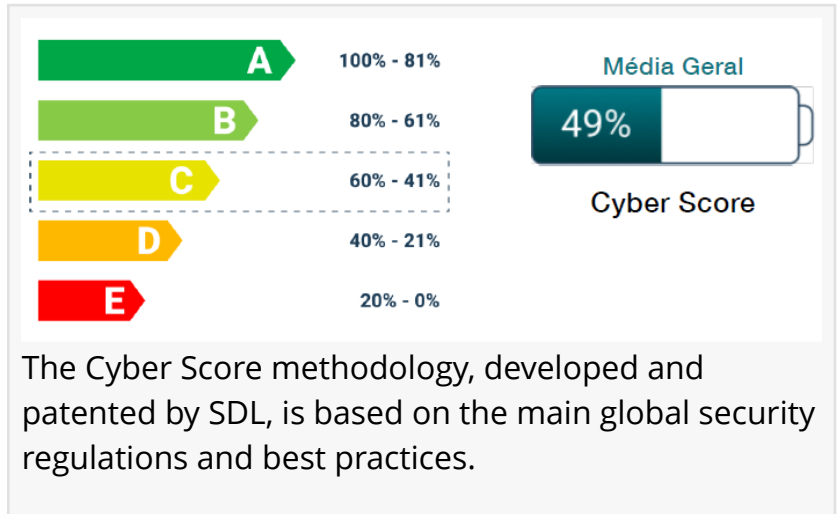 A 100% - 81%
B 80% - 61%
C 60% - 41%
D 40% - 21%
E 20% - 0%
Média Geral
49%
Cyber Score
The Cyber Score methodology, developed and
patented by SDL, is based on the main global security
regulations and best practices.